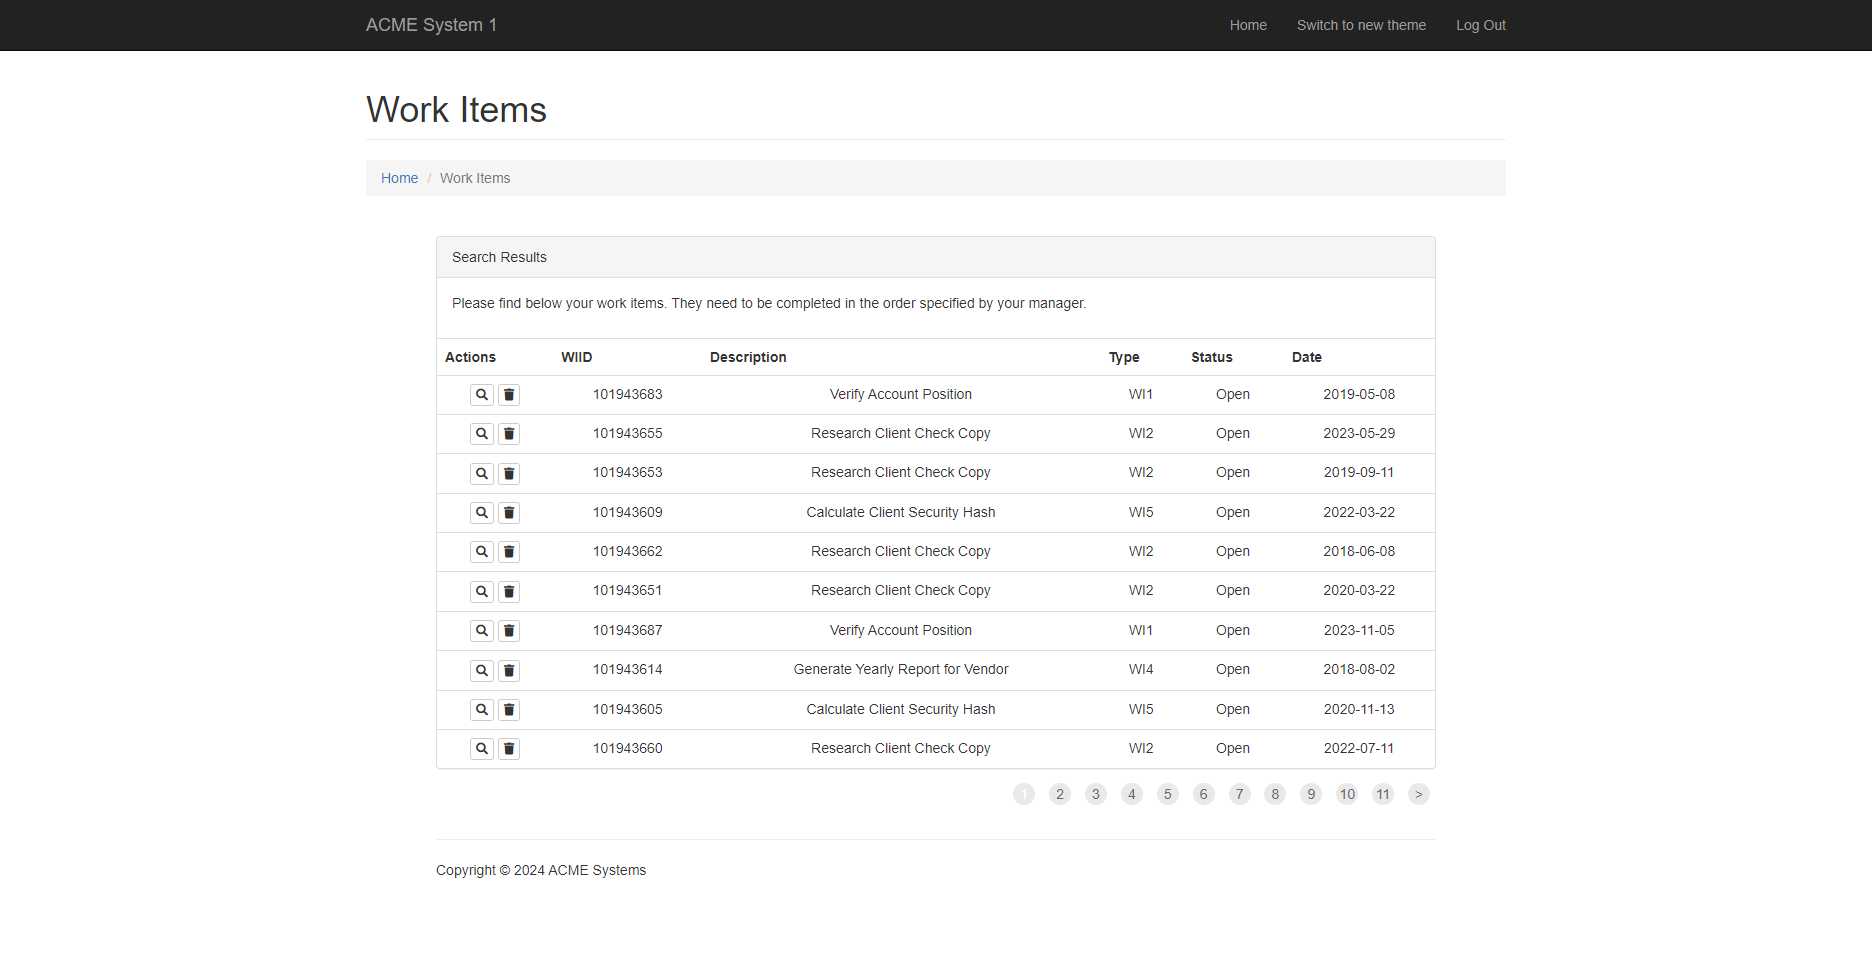 ACME System 1 Home Switch to new theme Log Out
Work Items
Home / Work Items
Search Results
Please find below your work items. They need to be completed in the order specified by your manager.
Actions WIID Description Type Status Date
101943683 Verify Account Position WI1 Open 2019-05-08
101943655 Research Client Check Copy WI2 Open 2023-05-29
101943653 Research Client Check Copy WI2 Open 2019-09-11
101943609 Calculate Client Security Hash WI5 Open 2022-03-22
101943662 Research Client Check Copy WI2 Open 2018-06-08
101943651 Research Client Check Copy WI2 Open 2020-03-22
101943687 Verify Account Position WI1 Open 2023-11-05
101943614 Generate Yearly Report for Vendor WI4 Open 2018-08-02
101943605 Calculate Client Security Hash WI5 Open 2020-11-13
101943660 Research Client Check Copy WI2 Open 2022-07-11
1 2 3 4 5 6 7 8 9 10 11 >
Copyright © 2024 ACME Systems